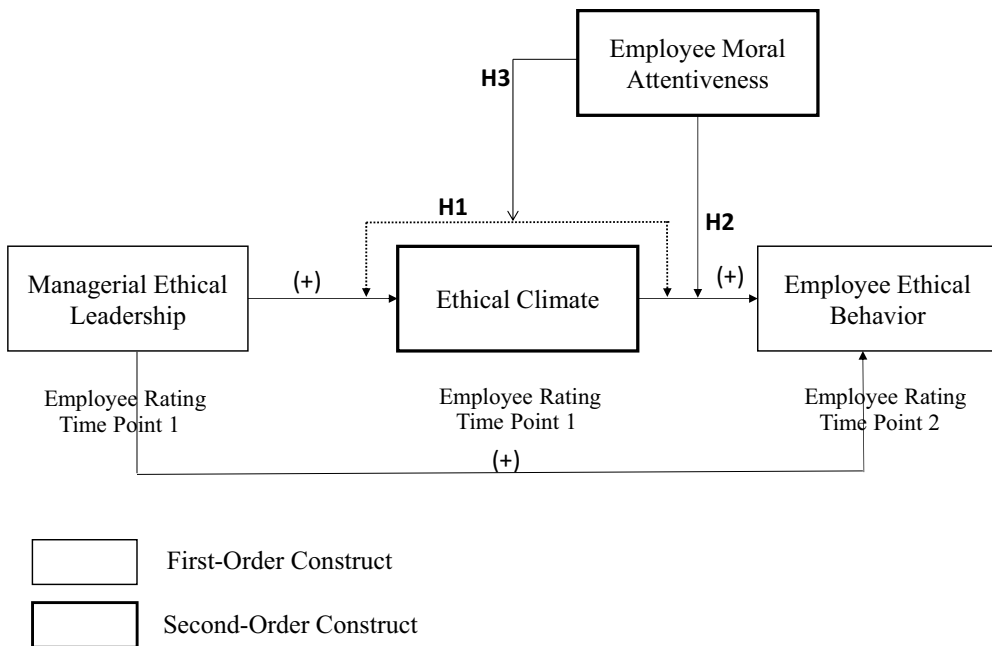 Employee Moral
Attentiveness
H3
H1
H2
Managerial Ethical
Leadership
(+)
Ethical Climate
(+)
Employee Ethical
Behavior
Employee Rating
Time Point 1
Employee Rating
Time Point 1
Employee Rating
Time Point 2
(+)
First-Order Construct
Second-Order Construct